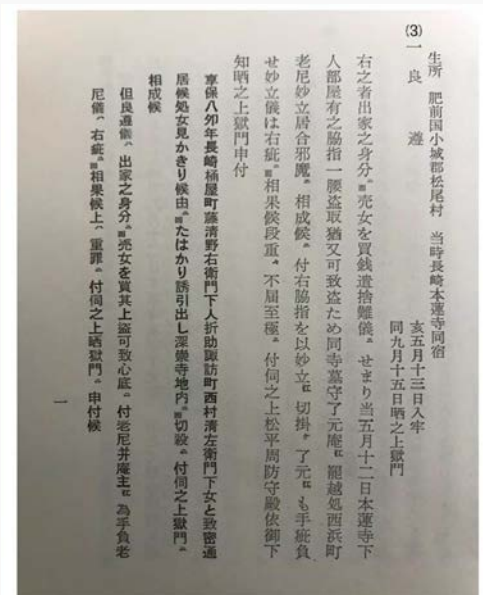 (3)
生所 肥前国小城郡松尾村 当時長崎本蓮寺同宿
一 良遵
亥五月十三日入牢
同九月十五日晒之上獄門
右之者出家之身分ニ而売女を買銭遣捨難儀ニせまり当五月十二日本蓮寺下
人部屋有之脇指一腰盗取猶又可致盗ため同寺墓守了元庵江罷越処西浜町
老尼妙立居合邪魔ニ相成候ニ付右脇指を以妙立江切掛ケ了元江も手疵負
せ妙立儀は右疵ニ而相果候段重々不届至極ニ付伺之上松平周防守殿依御下
知晒之上獄門申付
享保八夘年長崎桶屋町藤清野右衛門下人折助諏訪町西村清左衛門下女と致密通
居候処女見かきり候由ニ而たはかり誘引出し深崇寺地内ニ而切殺ニ付伺之上獄門ニ
相成候
但良遵儀ハ出家之身分ニ而売女を買其上盗可致心底ニ付老尼并庵主江為手負老
尼儀ハ右疵ニ而相果候上ハ重罪ニ付伺之上晒獄門ニ申付候
一